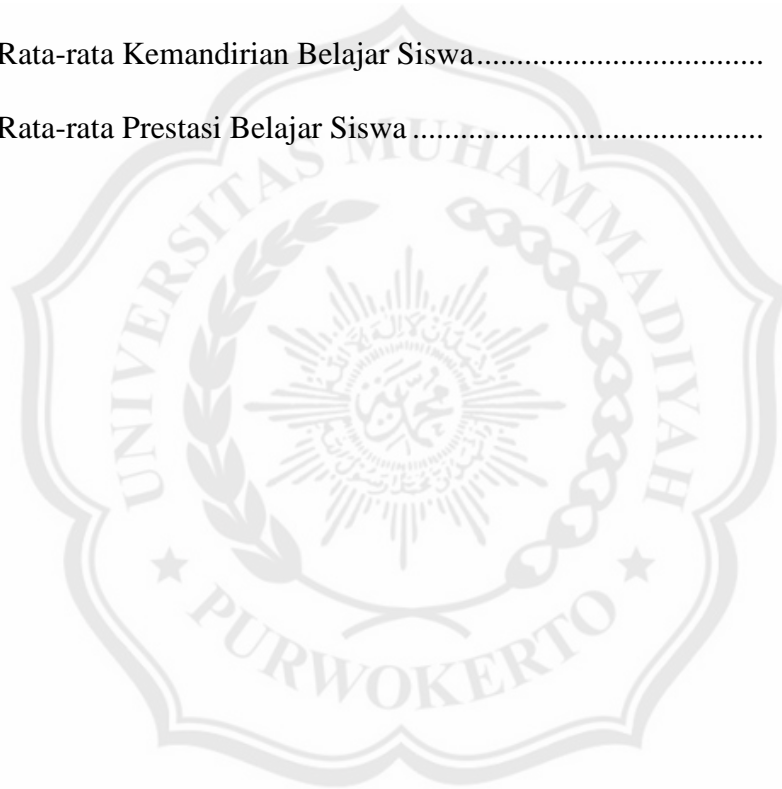 Rata-rata Kemandirian Belajar Siswa....................................
Rata-rata Prestasi Belajar Siswa ............................................
UNIVERSITAS MUHAMMADIYAH
PURWOKERTO